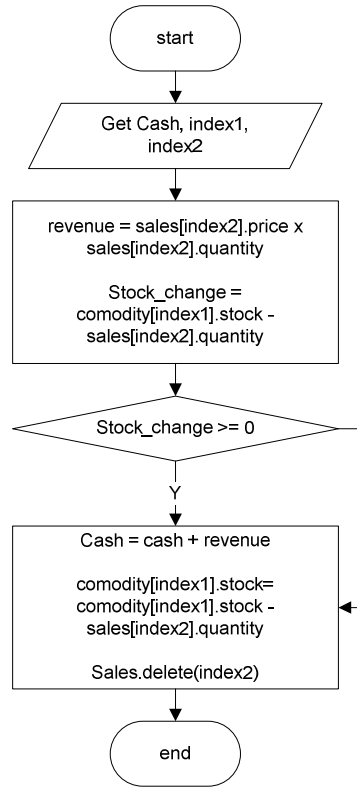 start
Get Cash, index1,
index2
revenue = sales[index2].price x
sales[index2].quantity
Stock_change =
comodity[index1].stock -
sales[index2].quantity
Stock_change >= 0
Y
Cash = cash + revenue
comodity[index1].stock=
comodity[index1].stock -
sales[index2].quantity
Sales.delete(index2)
end